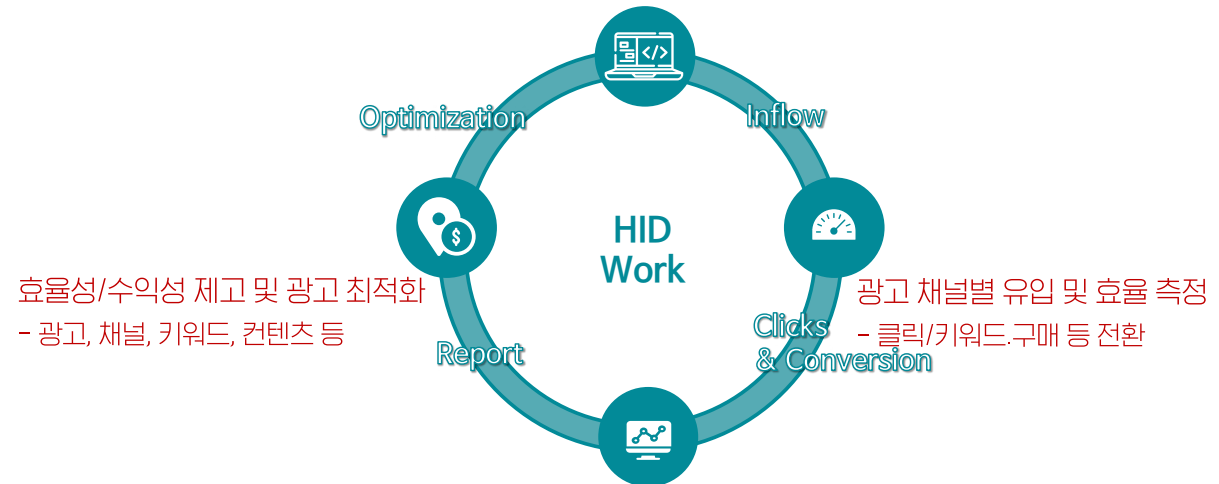 Optimization
Inflow
HID
Work
효율성/수익성 제고 및 광고 최적화
- 광고, 채널, 키워드, 컨텐츠 등
광고 채널별 유입 및 효율 측정
- 클릭/키워드.구매 등 전환
Clicks
& Conversion
Report